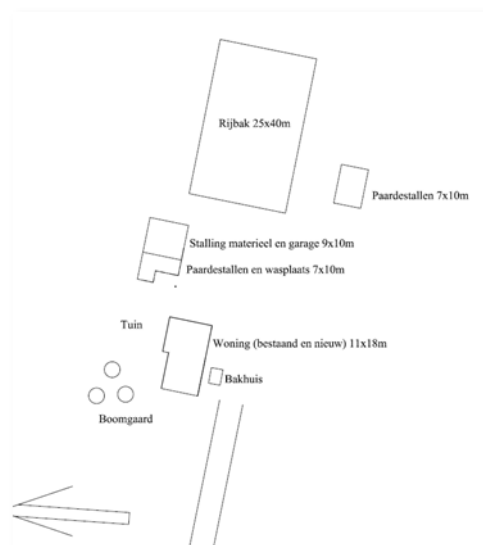 Rijbak 25x40m
Paardestallen 7x10m
Stalling materieel en garage 9x10m
Paardestallen en wasplaats 7x10m
Tuin
Woning (bestaand en nieuw) 11x18m
Bakhuis
Boomgaard